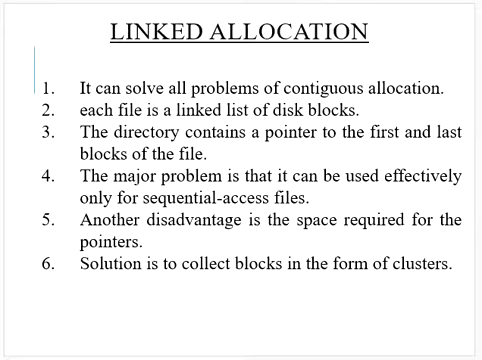 LINKED ALLOCATION
1. It can solve all problems of contiguous allocation.
2. each file is a linked list of disk blocks.
3. The directory contains a pointer to the first and last
blocks of the file.
4. The major problem is that it can be used effectively
only for sequential-access files.
5. Another disadvantage is the space required for the
pointers.
6. Solution is to collect blocks in the form of clusters.